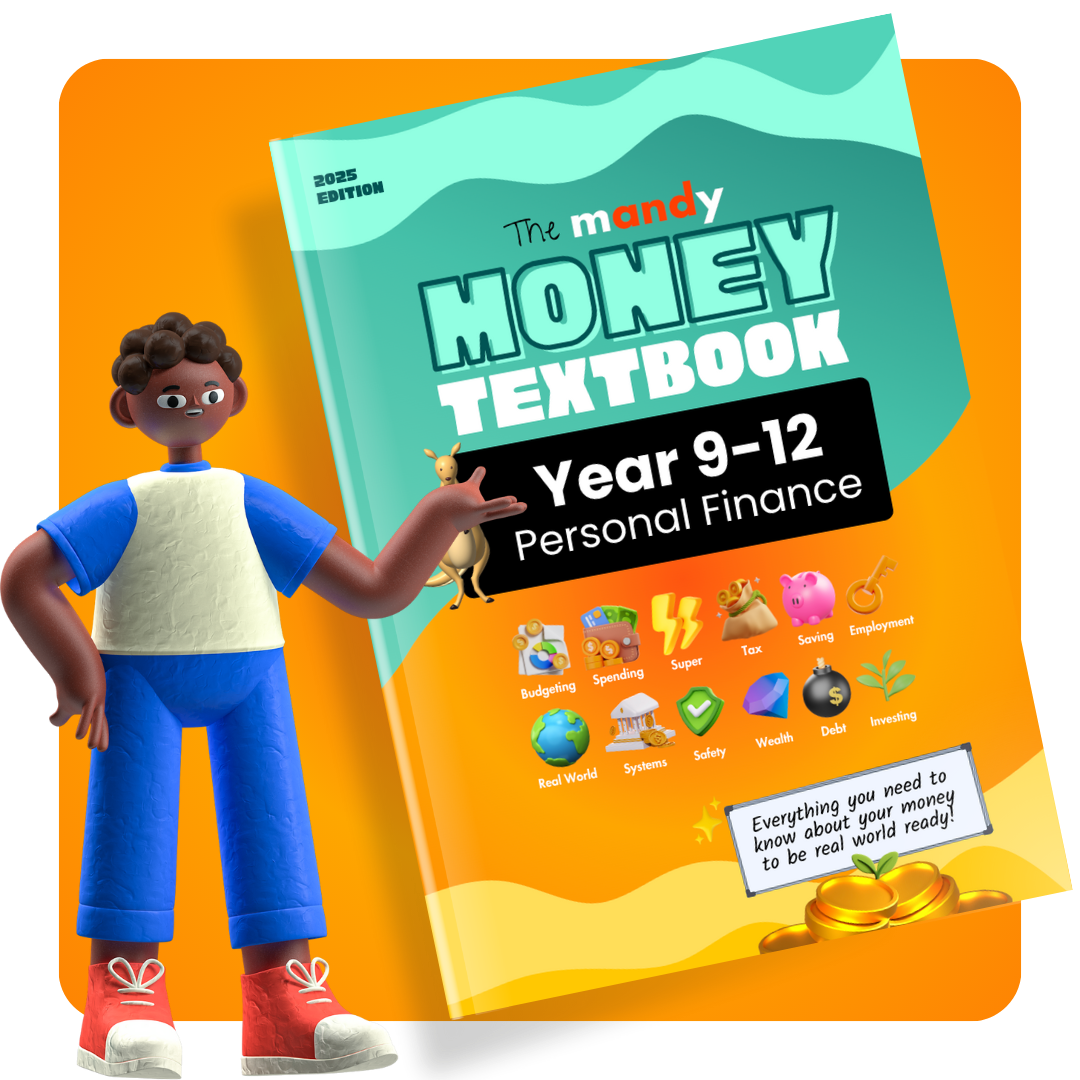 2025
EDITION
The mandy
MONEY
TEXTBOOK
Year 9-12
Personal Finance
Budgeting Spending Super Tax Saving Employment
Real World Systems Safety Wealth Debt Investing
Everything you need to
know about your money
to be real world ready!